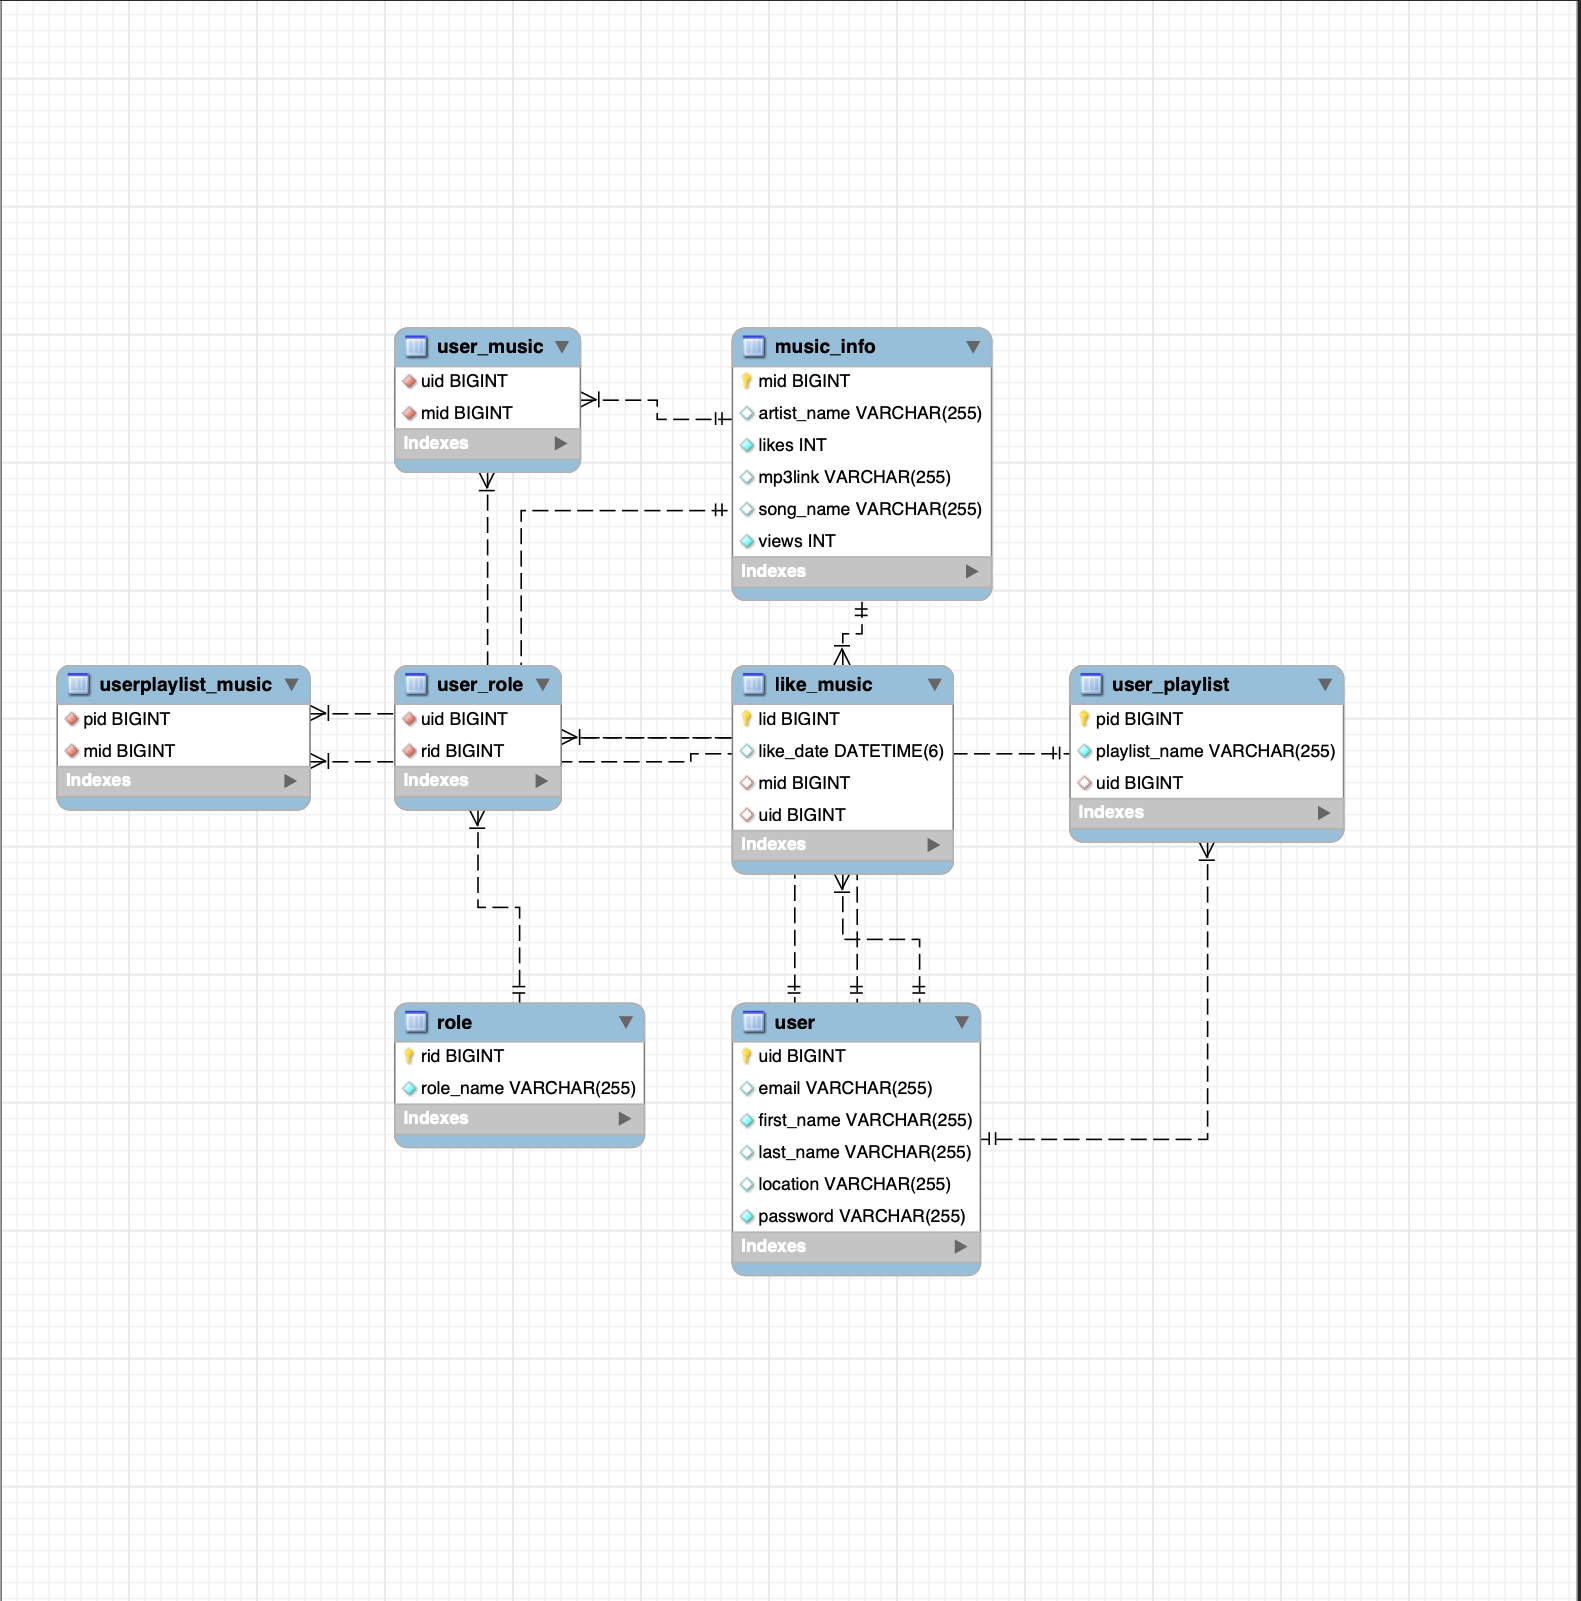 user_music
uid BIGINT
mid BIGINT
Indexes
music_info
mid BIGINT
artist_name VARCHAR(255)
likes INT
mp3link VARCHAR(255)
song_name VARCHAR(255)
views INT
Indexes
userplaylist_music
pid BIGINT
mid BIGINT
Indexes
user_role
uid BIGINT
rid BIGINT
Indexes
like_music
lid BIGINT
like_date DATETIME(6)
mid BIGINT
uid BIGINT
Indexes
user_playlist
pid BIGINT
playlist_name VARCHAR(255)
uid BIGINT
Indexes
role
rid BIGINT
role_name VARCHAR(255)
Indexes
user
uid BIGINT
email VARCHAR(255)
first_name VARCHAR(255)
last_name VARCHAR(255)
location VARCHAR(255)
password VARCHAR(255)
Indexes